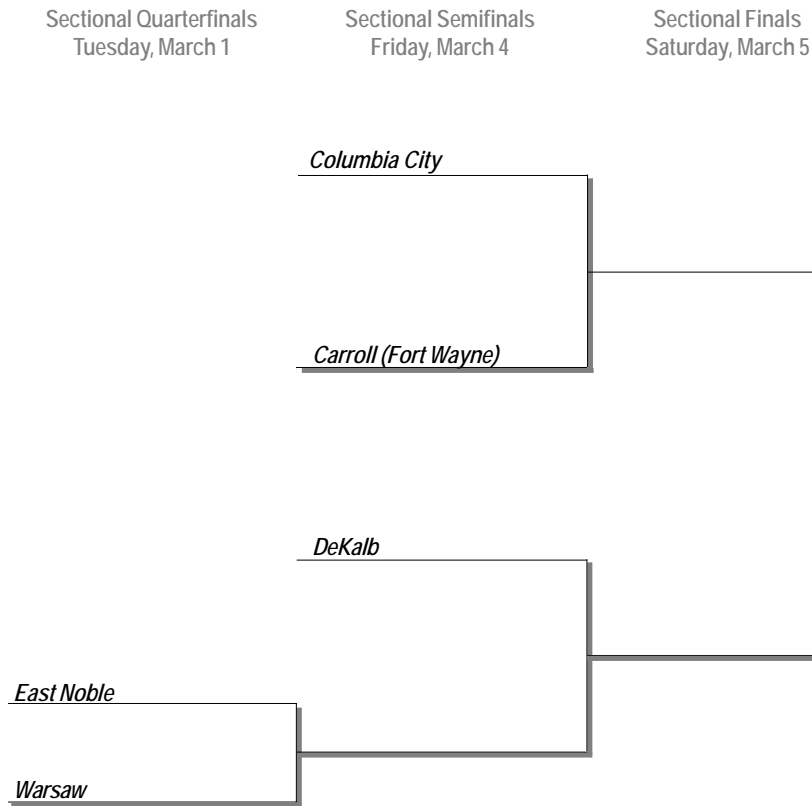 Sectional Quarterfinals
Tuesday, March 1
Sectional Semifinals
Friday, March 4
Sectional Finals
Saturday, March 5
Columbia City
Carroll (Fort Wayne)
DeKalb
East Noble
Warsaw